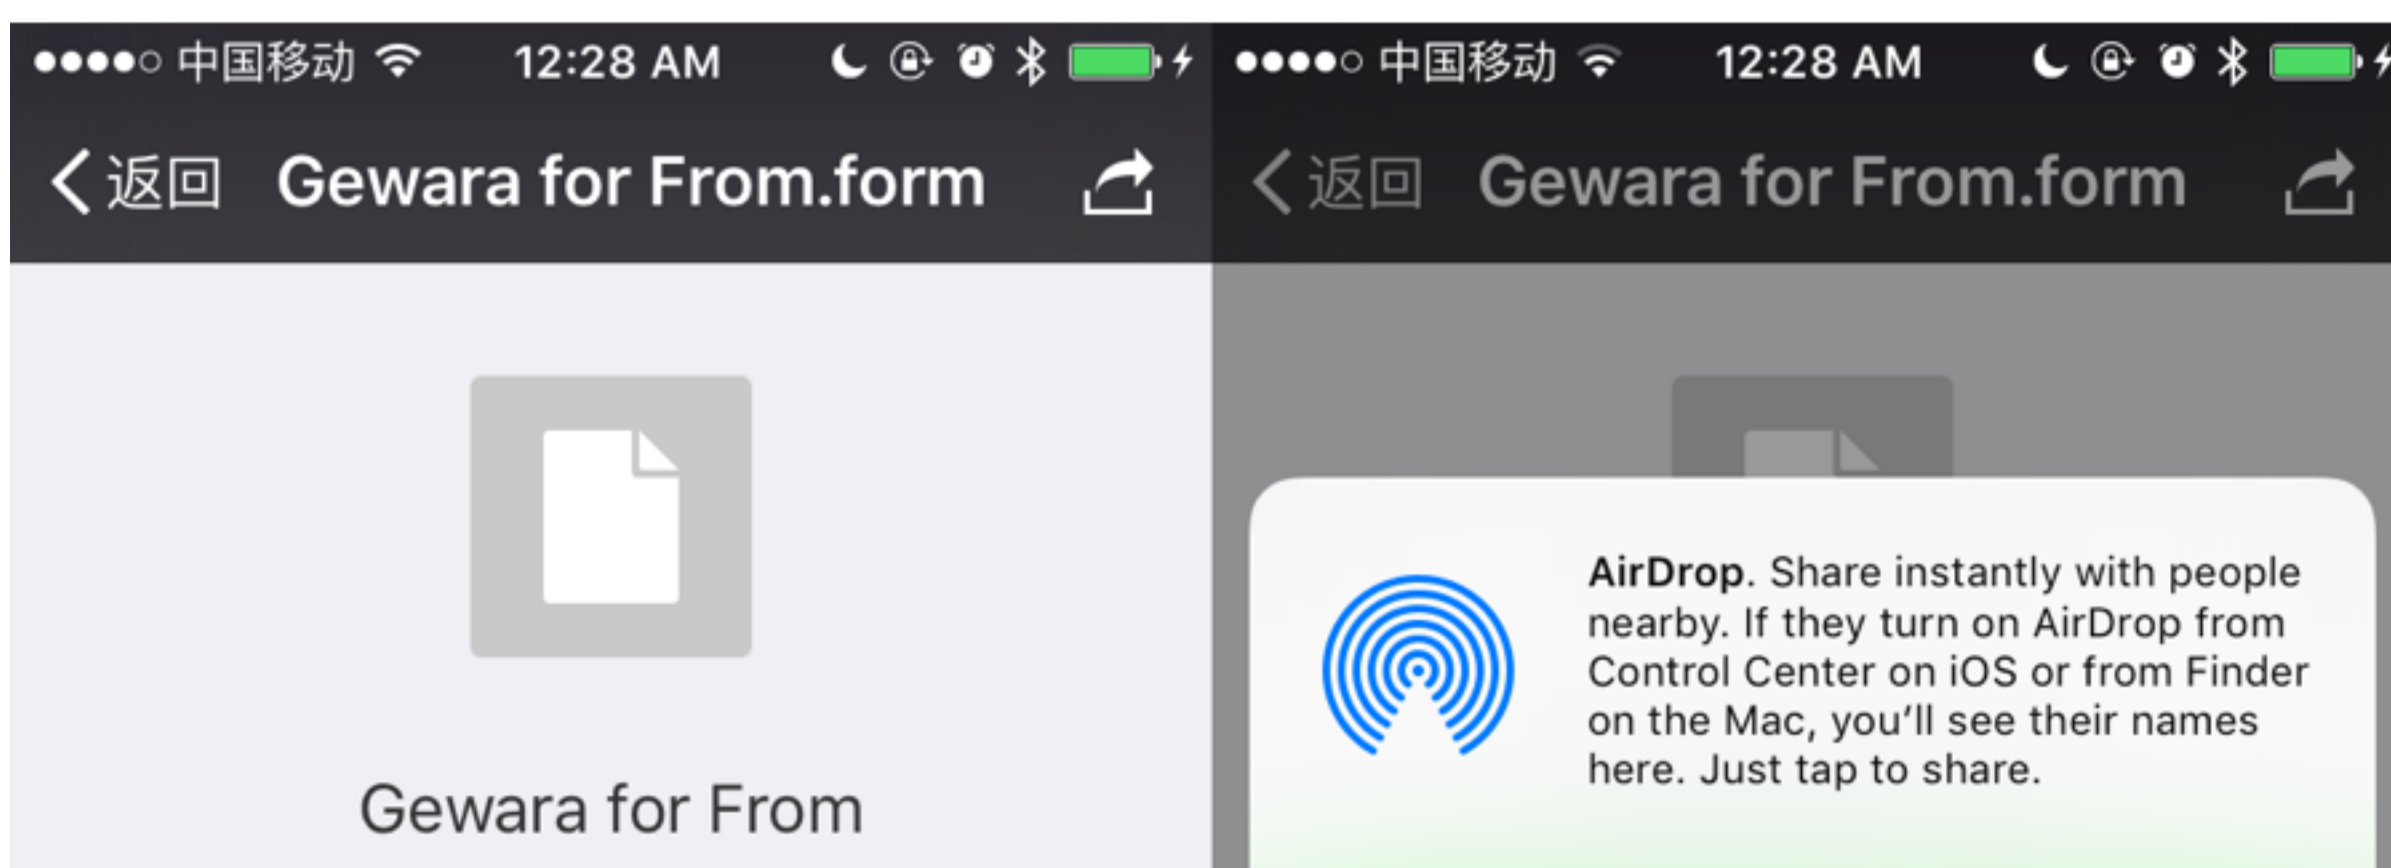 中国移动 12:28 AM
返回 Gewara for From.form
Gewara for From
中国移动 12:28 AM
返回 Gewara for From.form
AirDrop. Share instantly with people
nearby. If they turn on AirDrop from
Control Center on iOS or from Finder
on the Mac, you’ll see their names
here. Just tap to share.